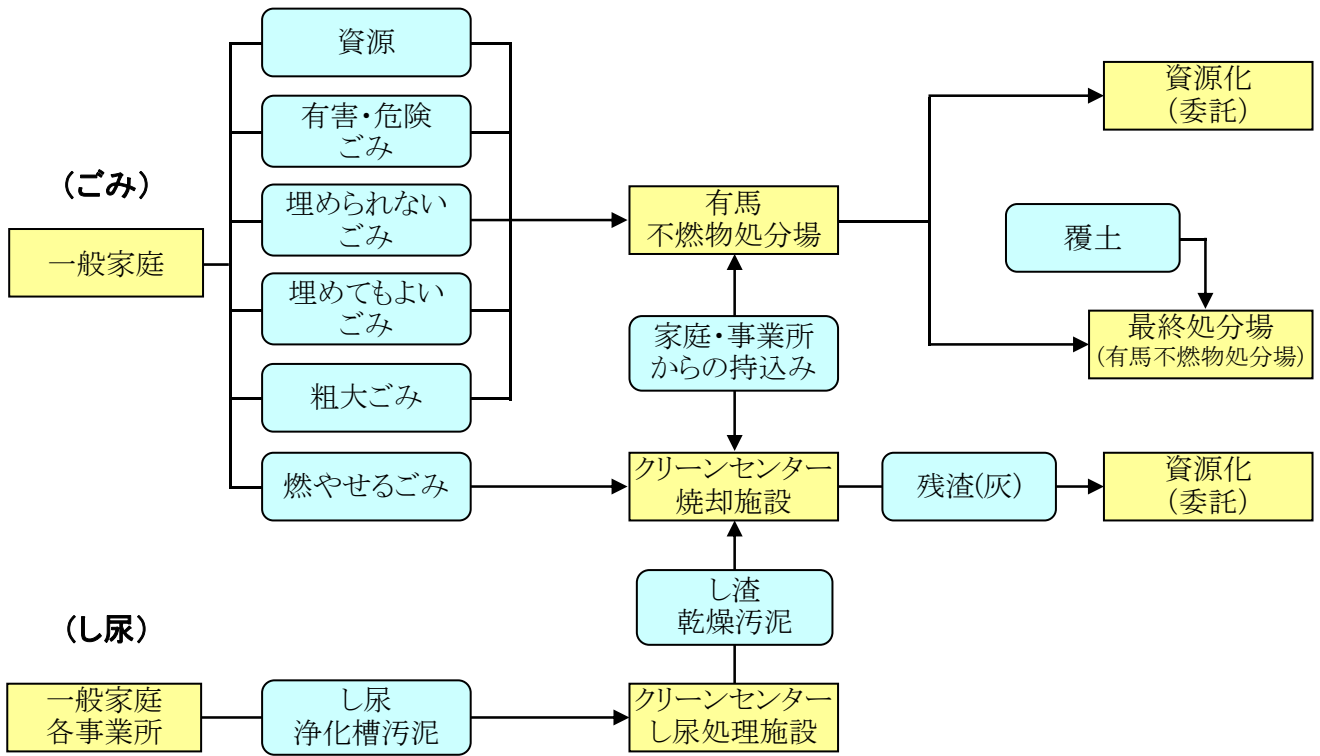 (ごみ)
一般家庭
資源
有害・危険
ごみ
埋められない
ごみ
埋めてもよい
ごみ
粗大ごみ
燃やせるごみ
有馬
不燃物処分場
家庭・事業所
からの持込み
クリーンセンター
焼却施設
資源化
(委託)
覆土
最終処分場
(有馬不燃物処分場)
残渣(灰)
資源化
(委託)
し渣
乾燥汚泥
(し尿)
一般家庭
各事業所
し尿
浄化槽汚泥
クリーンセンター
し尿処理施設